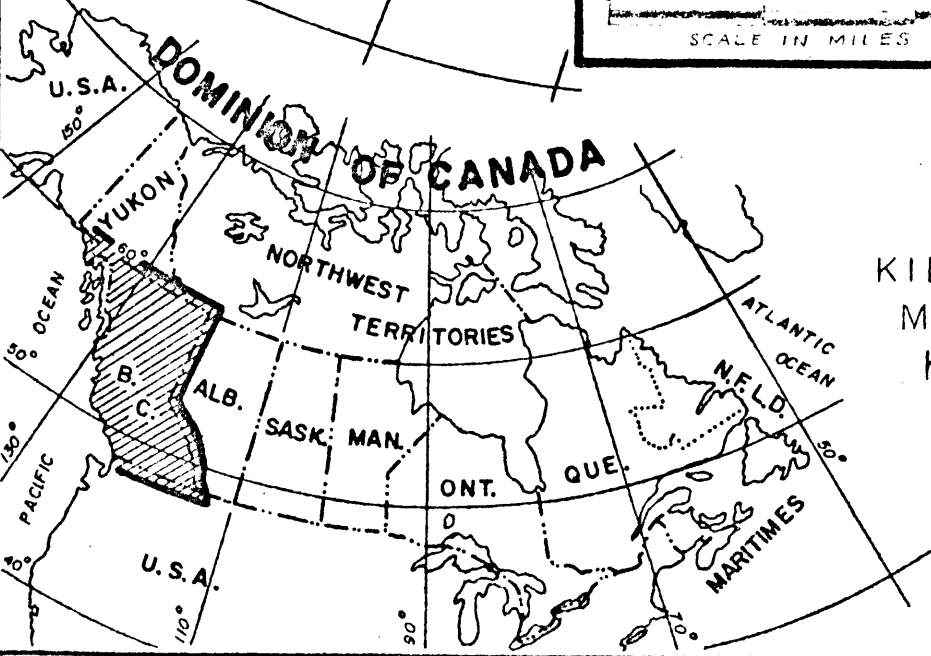 SCALE IN MILES
DOMINION OF CANADA
U.S.A.
150°
YUKON
60°
NORTHWEST
TERRITORIES
OCEAN
50°
B.
C.
ALB.
SASK.
MAN.
ONT.
QUE.
N.F.L.D.
ATLANTIC
OCEAN
50°
MARITIMES
130°
PACIFIC
40°
U.S.A.
110°
90°
70°